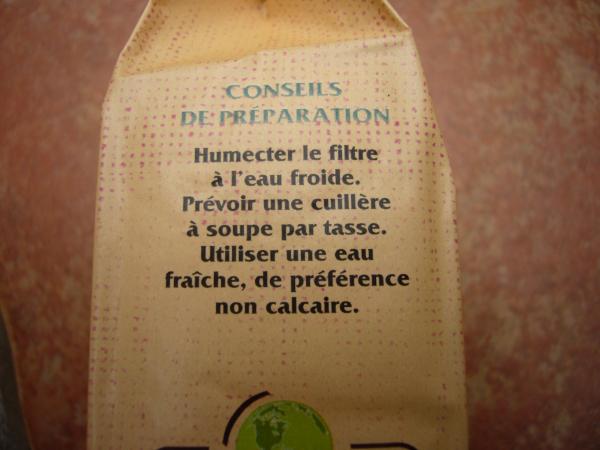 CONSEILS
DE PRÉPARATION
Humecter le filtre
à l'eau froide.
Prévoir une cuillère
à soupe par tasse.
Utiliser une eau
fraîche, de préférence
non calcaire.